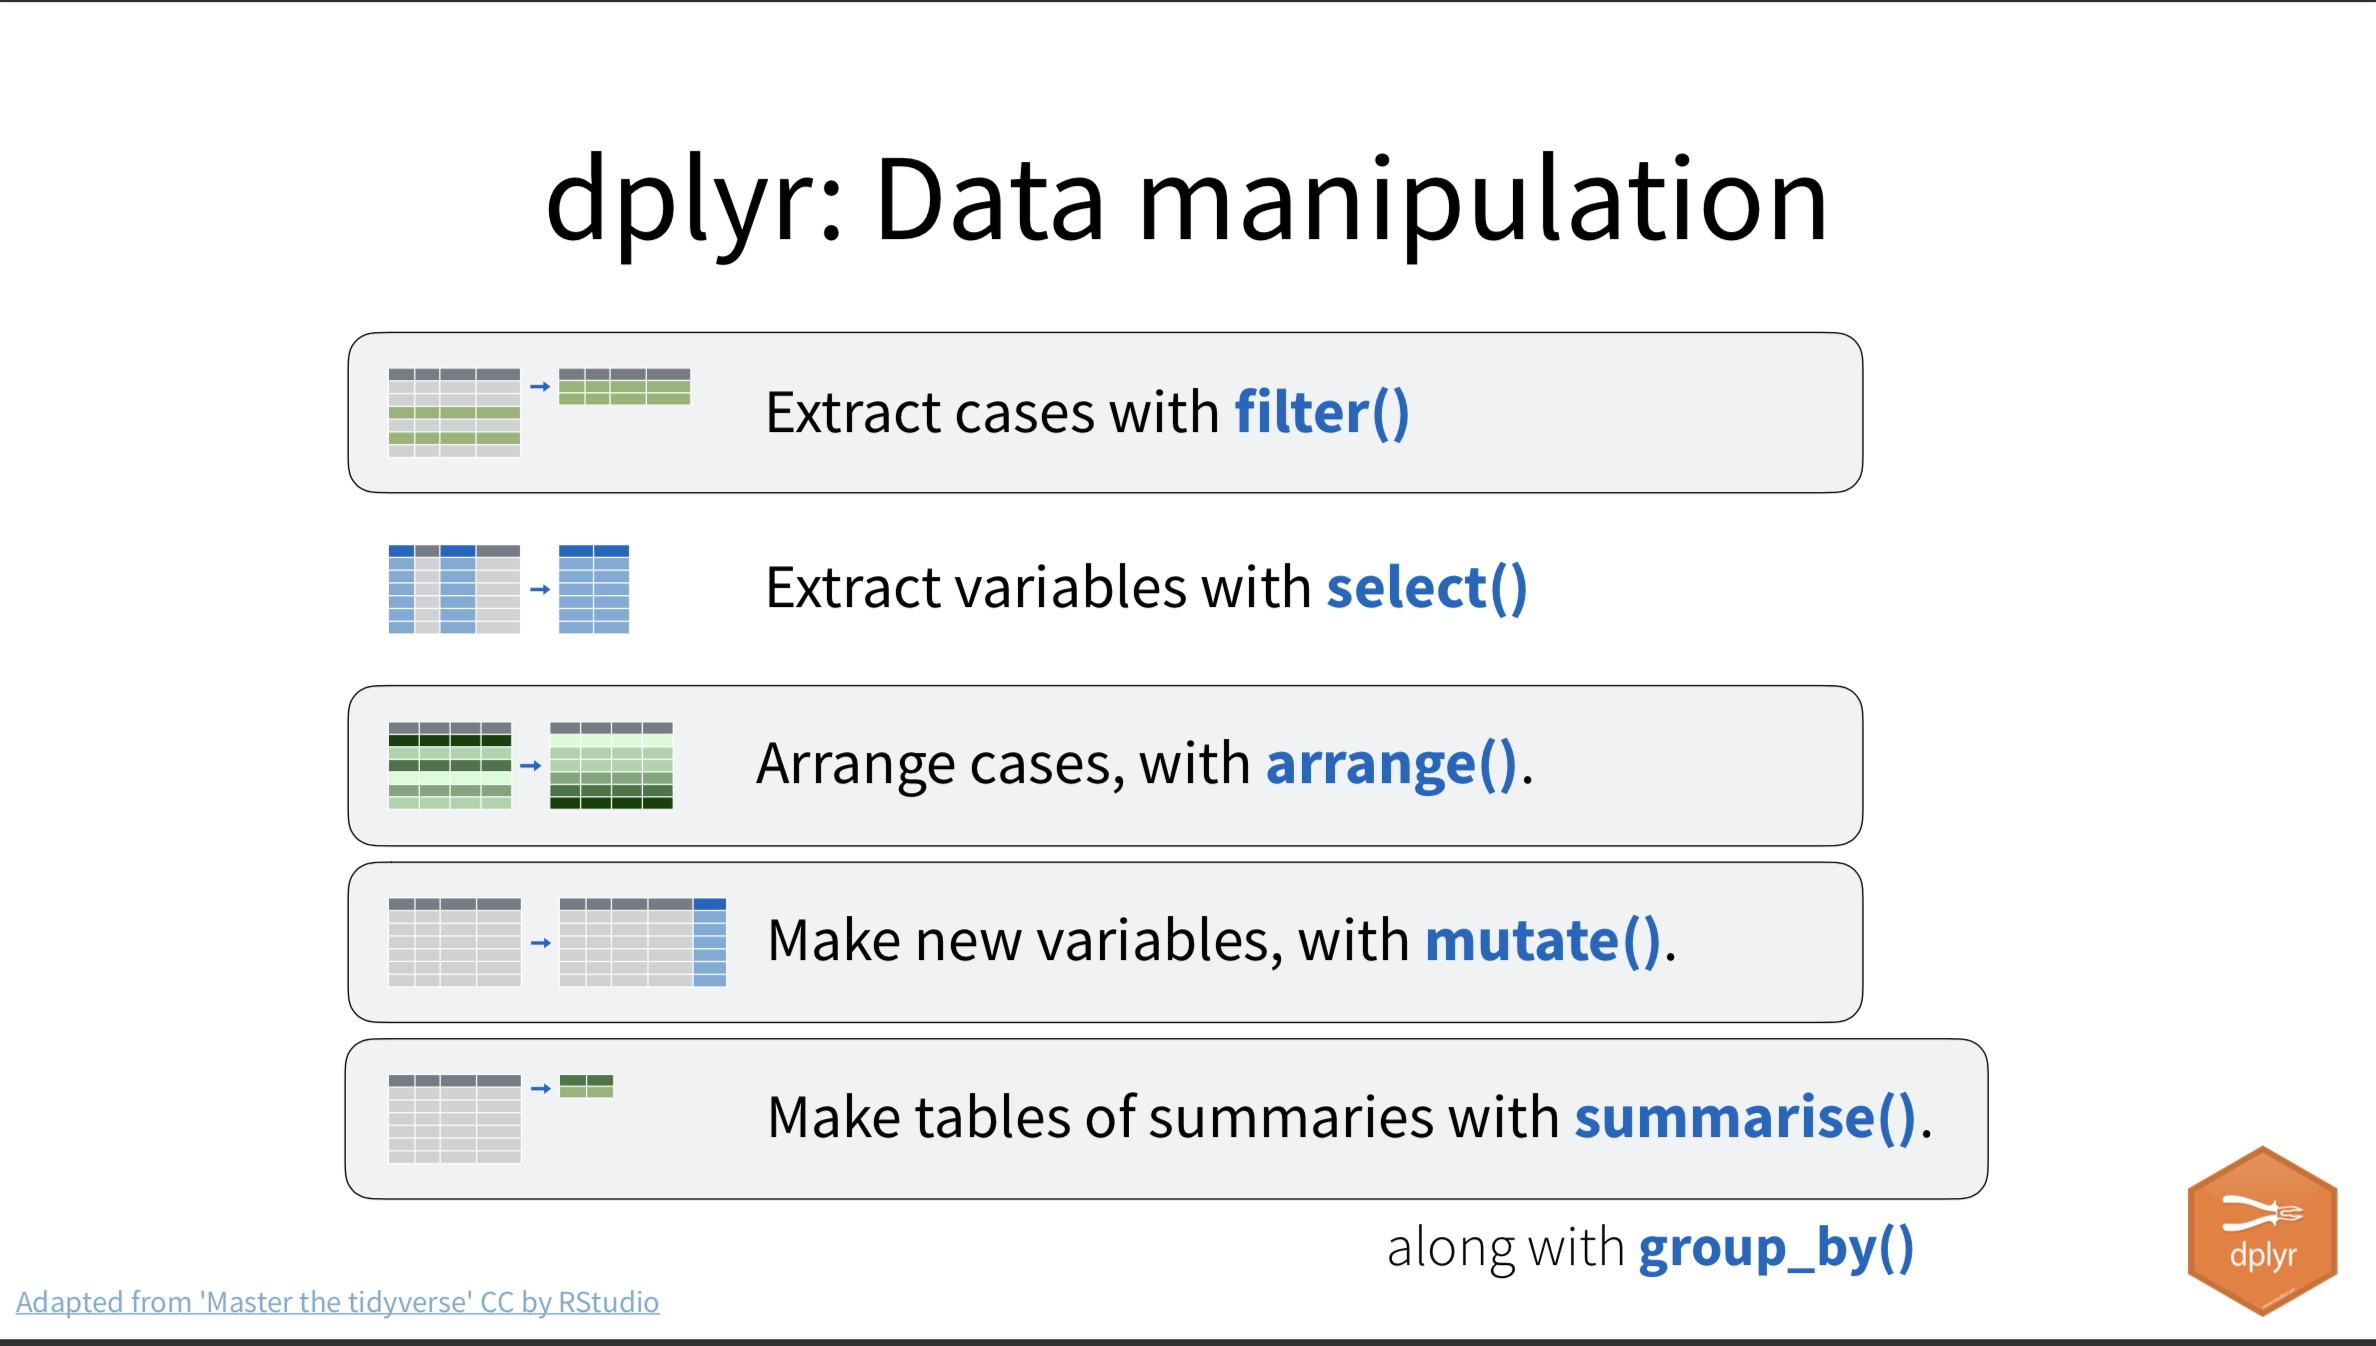 dplyr: Data manipulation
Extract cases with filter()
Extract variables with select()
Arrange cases, with arrange().
Make new variables, with mutate().
Make tables of summaries with summarise().
along with group_by()
dplyr
Adapted from 'Master the tidyverse' CC by RStudio